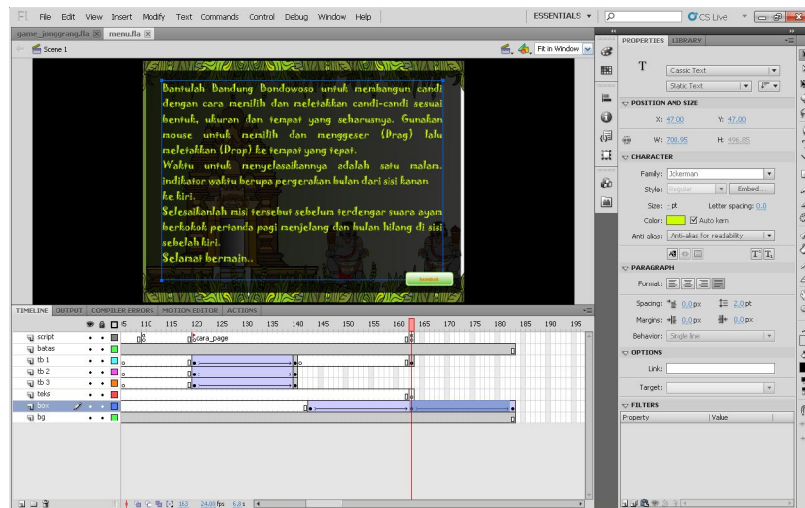 Fl File Edit View Insert Modify Text Commands Control Debug Window Help ESSENTIALS CS Live
game_jonggrang.fla menu.fla
Scene 1 Fit in Window
Bantulah Bandung Bondowoso untuk membangun candi
dengan cara memilih dan meletakkan candi-candi sesuai
bentuk, ukuran dan tempat yang seharusnya. Gunakan
mouse untuk memilih dan menggeser (Drag) lalu
meletakkan (Drop) ke tempat yang tepat.
Waktu untuk menyelesaikannya adalah satu malam.
indikator waktu berupa pergerakan bulan dari sisi kanan
ke kiri.
Selesaikanlah misi tersebut sebelum terdengar suara ayam
berkokok pertanda pagi menjelang dan bulan hilang di sisi
sebelah kiri.
Selamat bermain..
TIMELINE OUTPUT COMPILER ERRORS MOTION EDITOR ACTIONS
110 115 120 125 130 135 140 145 150 155 160 165 170 175 180 185 190 195
script cara_page
batas
tb 1
tb 2
tb 3
teks
box
bg
163 24.00 fps 6.8 s
PROPERTIES LIBRARY
T Classic Text
Static Text
POSITION AND SIZE
X: 47.00 Y: 47.00
W: 700.95 H: 496.85
CHARACTER
Family: Jckerman
Style: Regular Embed...
Size: - pt Letter spacing: 0.0
Color: Auto kern
Anti alias: Anti-alias for readability
PARAGRAPH
Format:
Spacing: 0.0 px 2.0 pt
Margins: 0.0 px 0.0 px
Behavior: Single line
OPTIONS
Link:
Target:
FILTERS
Property Value